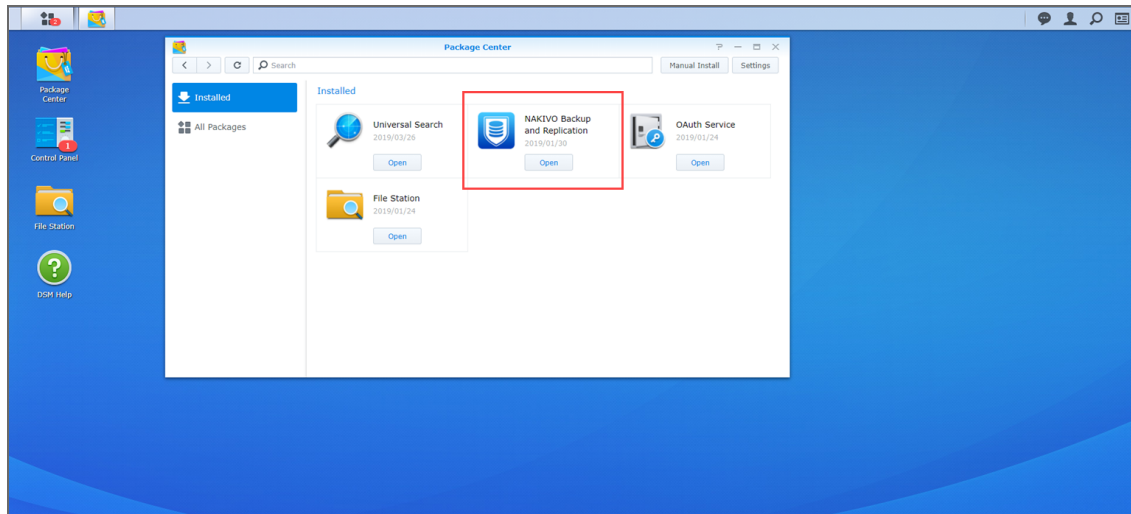 2
Package Center
Search
Manual Install
Settings
Package
Center
Installed
Installed
All Packages
Universal Search
2019/03/26
Open
NAKIVO Backup
and Replication
2019/01/30
Open
OAuth Service
2019/01/24
Open
1
Control Panel
File Station
2019/01/24
Open
File Station
?
DSM Help